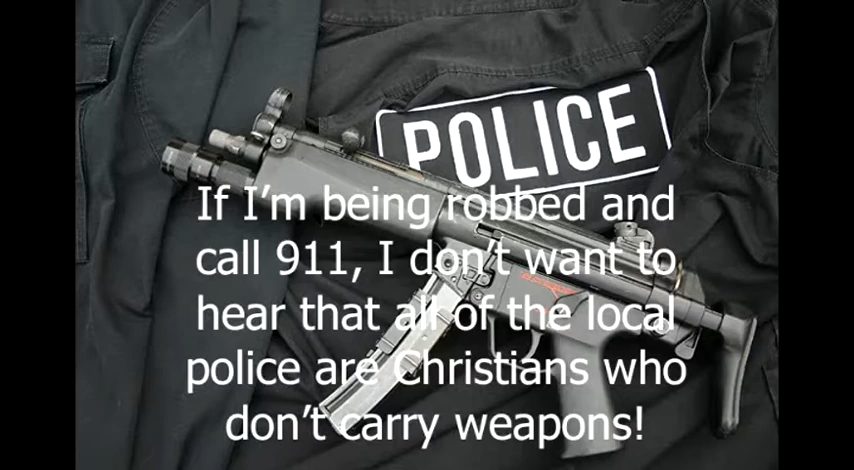 POLICE
If I’m being robbed and
call 911, I don’t want to
hear that all of the local
police are Christians who
don’t carry weapons!